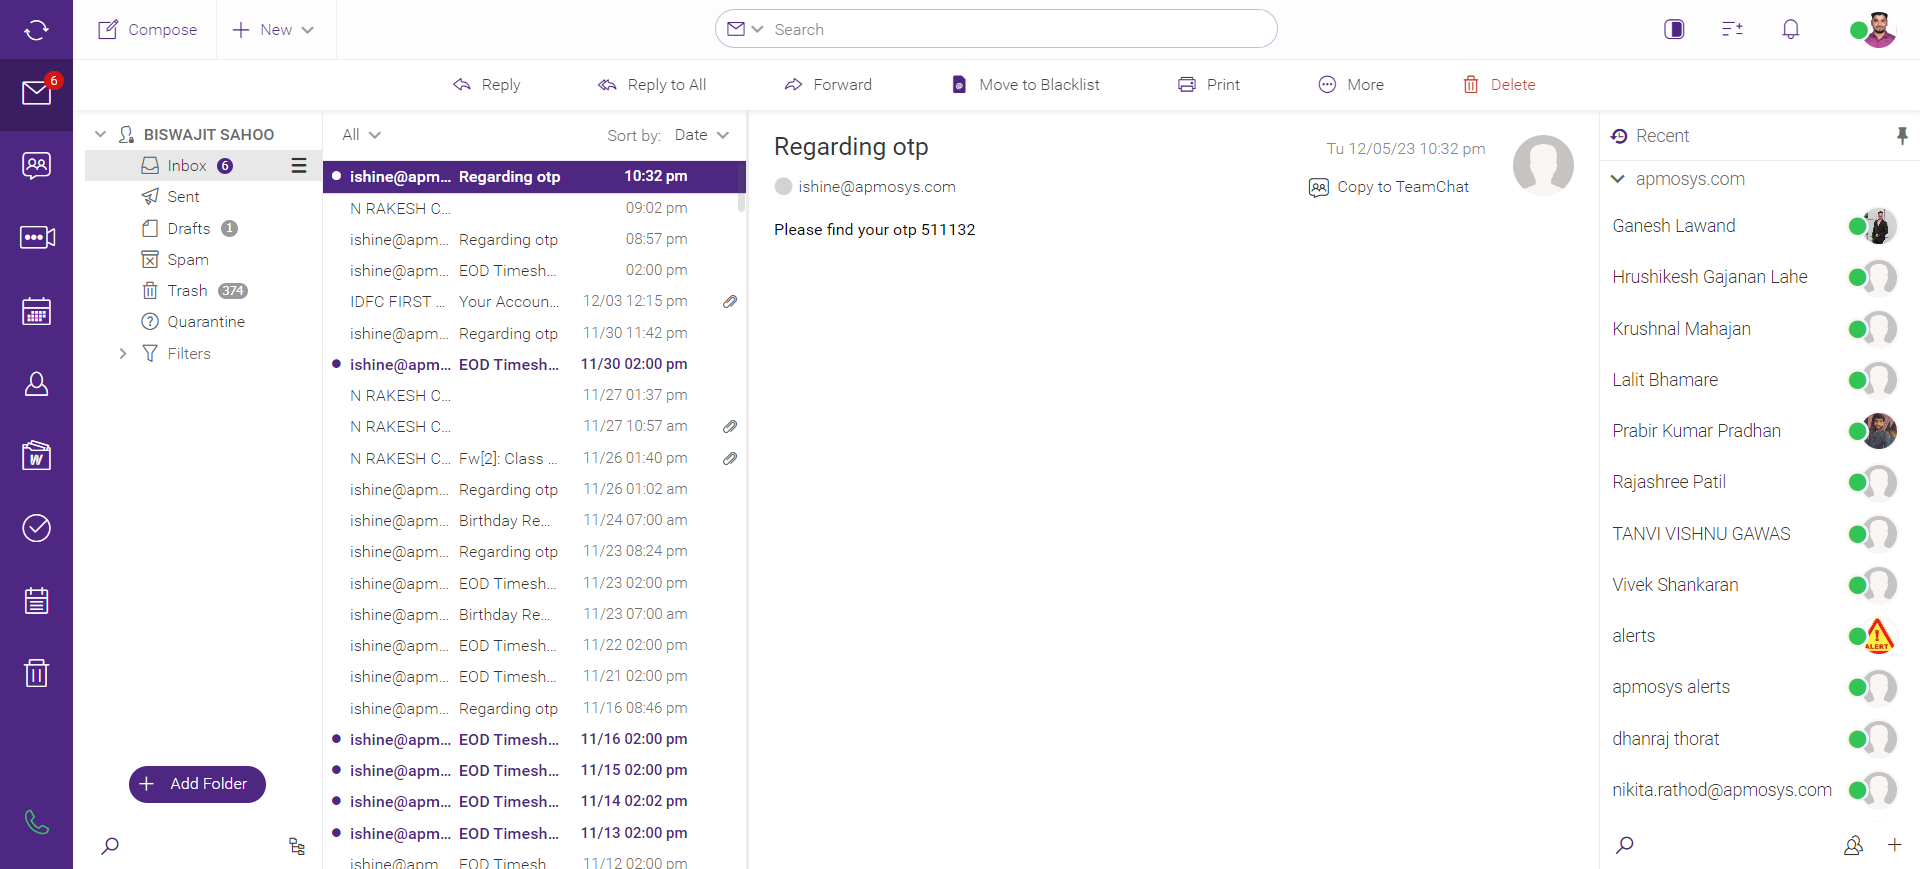 Compose
New
Search
6
Reply
Reply to All
Forward
Move to Blacklist
Print
More
Delete
BISWAJIT SAHOO
Inbox 6
Sent
Drafts 1
Spam
Trash 374
Quarantine
Filters
Add Folder
All
Sort by: Date
ishine@apm... Regarding otp 10:32 pm
N RAKESH C... 09:02 pm
ishine@apm... Regarding otp 08:57 pm
ishine@apm... EOD Timesh... 02:00 pm
IDFC FIRST ... Your Accoun... 12/03 12:15 pm
ishine@apm... Regarding otp 11/30 11:42 pm
ishine@apm... EOD Timesh... 11/30 02:00 pm
N RAKESH C... 11/27 01:37 pm
N RAKESH C... 11/27 10:57 am
N RAKESH C... Fw[2]: Class ... 11/26 01:40 pm
ishine@apm... Regarding otp 11/26 01:02 am
ishine@apm... Birthday Re... 11/24 07:00 am
ishine@apm... Regarding otp 11/23 08:24 pm
ishine@apm... EOD Timesh... 11/23 02:00 pm
ishine@apm... Birthday Re... 11/23 07:00 am
ishine@apm... EOD Timesh... 11/22 02:00 pm
ishine@apm... EOD Timesh... 11/21 02:00 pm
ishine@apm... Regarding otp 11/16 08:46 pm
ishine@apm... EOD Timesh... 11/16 02:00 pm
ishine@apm... EOD Timesh... 11/15 02:00 pm
ishine@apm... EOD Timesh... 11/14 02:02 pm
ishine@apm... EOD Timesh... 11/13 02:00 pm
ishine@apm... EOD Timesh... 11/12 02:00 pm
Regarding otp
Tu 12/05/23 10:32 pm
ishine@apmosys.com
Copy to TeamChat
Please find your otp 511132
Recent
apmosys.com
Ganesh Lawand
Hrushikesh Gajanan Lahe
Krushnal Mahajan
Lalit Bhamare
Prabir Kumar Pradhan
Rajashree Patil
TANVI VISHNU GAWAS
Vivek Shankaran
alerts
ALERT
apmosys alerts
dhanraj thorat
nikita.rathod@apmosys.com